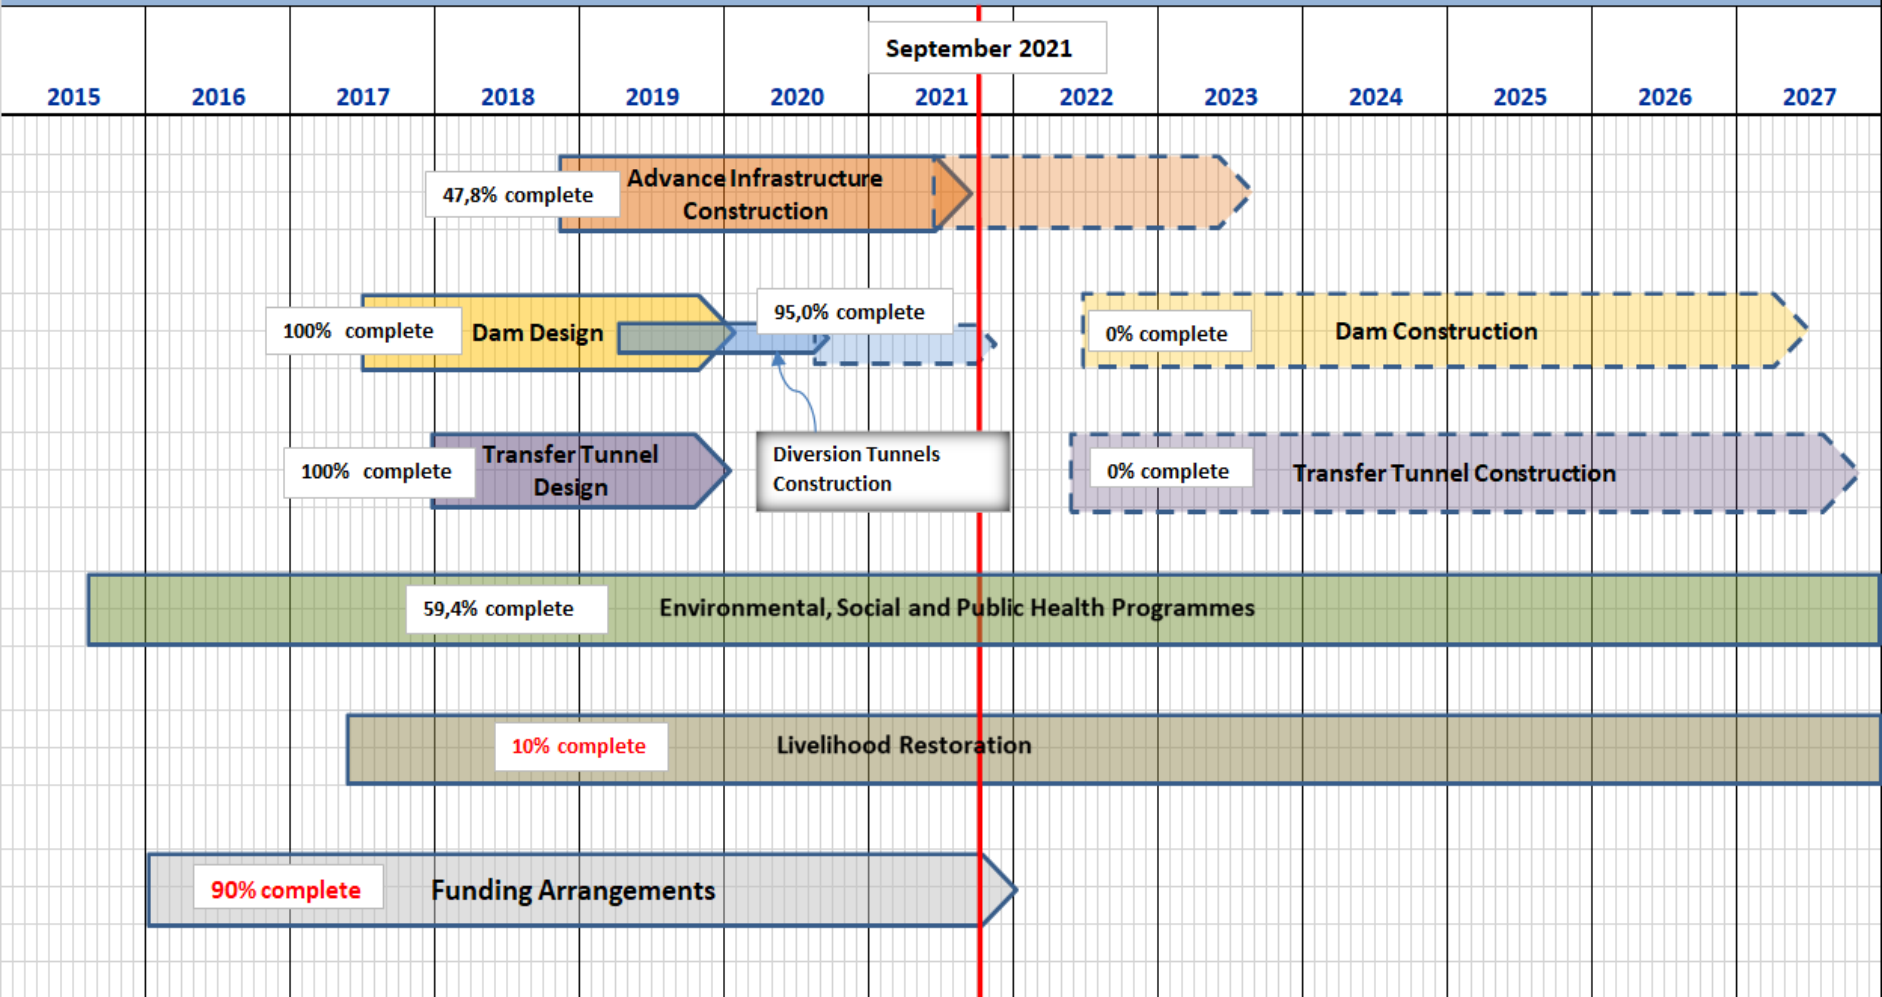 September 2021
2015 2016 2017 2018 2019 2020 2021 2022 2023 2024 2025 2026 2027
47,8% complete
Advance Infrastructure
Construction
100% complete
Dam Design
95,0% complete
0% complete
Dam Construction
100% complete
Transfer Tunnel
Design
Diversion Tunnels
Construction
0% complete
Transfer Tunnel Construction
59,4% complete
Environmental, Social and Public Health Programmes
10% complete
Livelihood Restoration
90% complete
Funding Arrangements